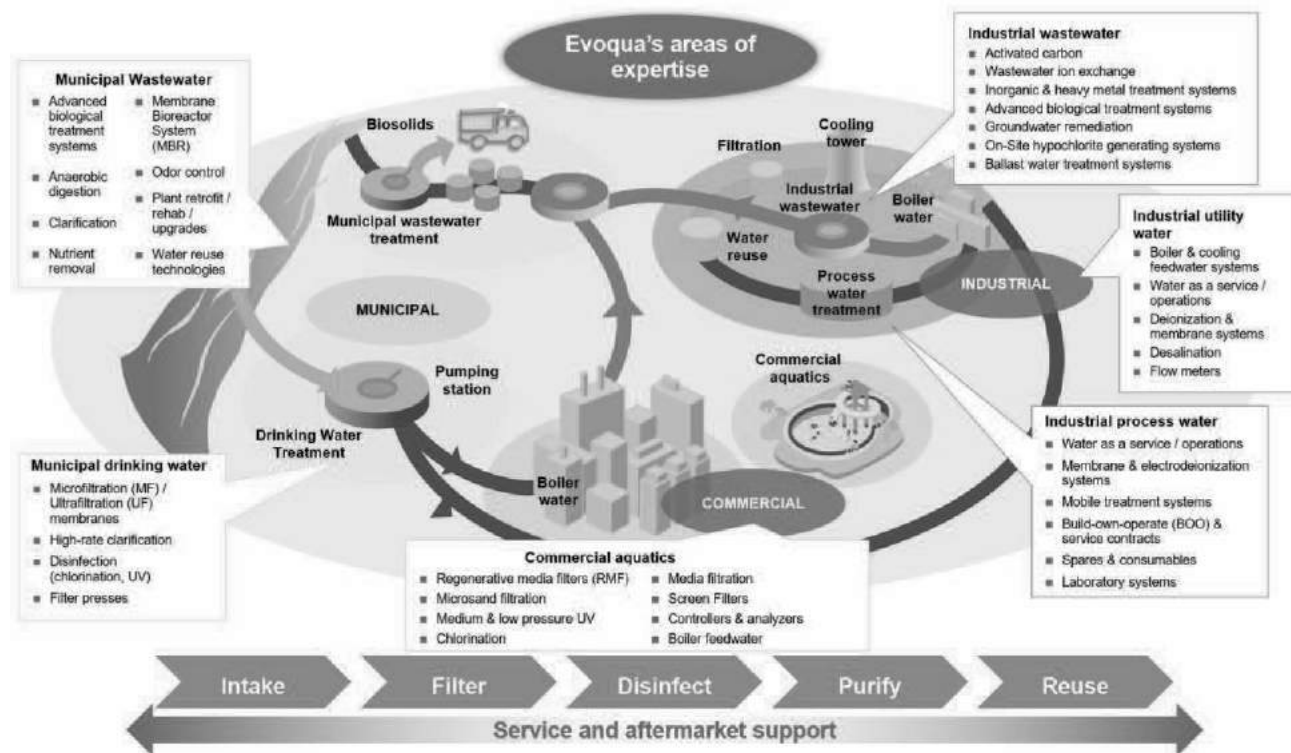 Evoqua's areas of
expertise
Municipal Wastewater
Advanced
biological
treatment
systems
Anaerobic
digestion
Clarification
Nutrient
removal
Membrane
Bioreactor
System
(MBR)
Odor control
Plant retrofit /
rehab /
upgrades
Water reuse
technologies
Biosolids
Municipal wastewater
treatment
MUNICIPAL
Pumping
station
Drinking Water
Treatment
Filtration
Cooling
tower
Industrial
wastewater
Boiler
water
Water
reuse
Process
water
treatment
INDUSTRIAL
Commercial
aquatics
Boiler
water
COMMERCIAL
Industrial wastewater
Activated carbon
Wastewater ion exchange
Inorganic & heavy metal treatment systems
Advanced biological treatment systems
Groundwater remediation
On-Site hypochlorite generating systems
Ballast water treatment systems
Industrial utility
water
Boiler & cooling
feedwater systems
Water as a service /
operations
Deionization &
membrane systems
Desalination
Flow meters
Industrial process water
Water as a service / operations
Membrane & electrodeionization
systems
Mobile treatment systems
Build-own-operate (BOO) &
service contracts
Spares & consumables
Laboratory systems
Municipal drinking water
Microfiltration (MF) /
Ultrafiltration (UF)
membranes
High-rate clarification
Disinfection
(chlorination, UV)
Filter presses
Commercial aquatics
Regenerative media filters (RMF)
Microsand filtration
Medium & low pressure UV
Chlorination
Media filtration
Screen Filters
Controllers & analyzers
Boiler feedwater
Intake
Filter
Disinfect
Purify
Reuse
Service and aftermarket support